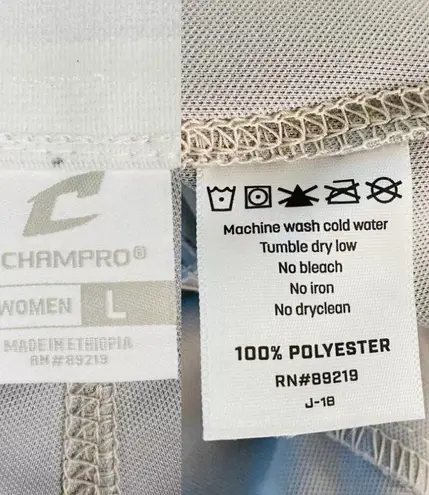 CHAMPRO®
WOMEN L
MADE IN ETHIOPIA
RN#89219
Machine wash cold water
Tumble dry low
No bleach
No iron
No dryclean
100% POLYESTER
RN#89219
J-18